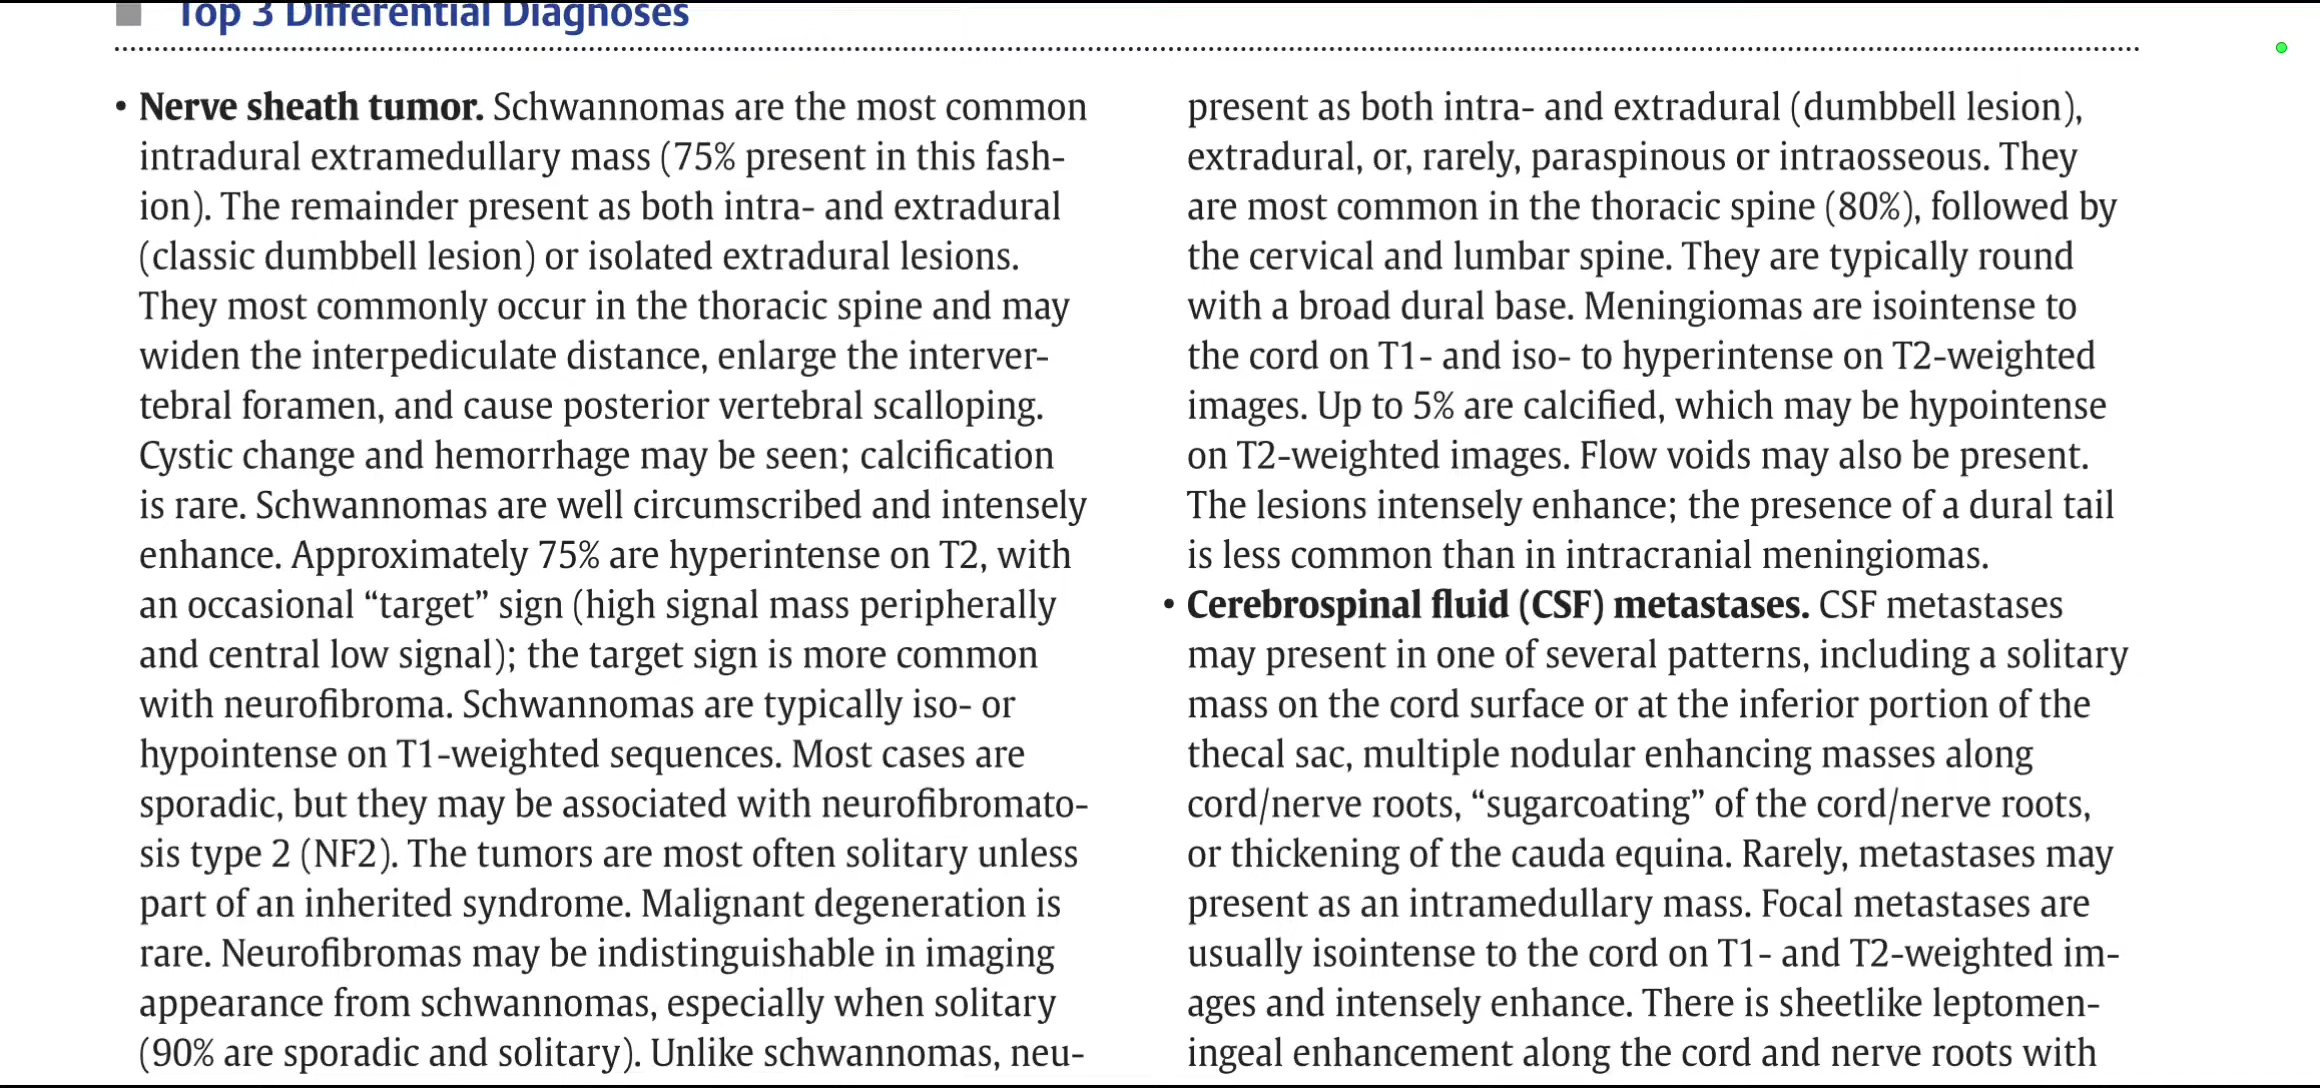 Top 3 Differential Diagnoses
• Nerve sheath tumor. Schwannomas are the most common
intradural extramedullary mass (75% present in this fash-
ion). The remainder present as both intra- and extradural
(classic dumbbell lesion) or isolated extradural lesions.
They most commonly occur in the thoracic spine and may
widen the interpediculate distance, enlarge the interver-
tebral foramen, and cause posterior vertebral scalloping.
Cystic change and hemorrhage may be seen; calcification
is rare. Schwannomas are well circumscribed and intensely
enhance. Approximately 75% are hyperintense on T2, with
an occasional “target” sign (high signal mass peripherally
and central low signal); the target sign is more common
with neurofibroma. Schwannomas are typically iso- or
hypointense on T1-weighted sequences. Most cases are
sporadic, but they may be associated with neurofibromato-
sis type 2 (NF2). The tumors are most often solitary unless
part of an inherited syndrome. Malignant degeneration is
rare. Neurofibromas may be indistinguishable in imaging
appearance from schwannomas, especially when solitary
(90% are sporadic and solitary). Unlike schwannomas, neu-
present as both intra- and extradural (dumbbell lesion),
extradural, or, rarely, paraspinous or intraosseous. They
are most common in the thoracic spine (80%), followed by
the cervical and lumbar spine. They are typically round
with a broad dural base. Meningiomas are isointense to
the cord on T1- and iso- to hyperintense on T2-weighted
images. Up to 5% are calcified, which may be hypointense
on T2-weighted images. Flow voids may also be present.
The lesions intensely enhance; the presence of a dural tail
is less common than in intracranial meningiomas.
• Cerebrospinal fluid (CSF) metastases. CSF metastases
may present in one of several patterns, including a solitary
mass on the cord surface or at the inferior portion of the
thecal sac, multiple nodular enhancing masses along
cord/nerve roots, “sugarcoating” of the cord/nerve roots,
or thickening of the cauda equina. Rarely, metastases may
present as an intramedullary mass. Focal metastases are
usually isointense to the cord on T1- and T2-weighted im-
ages and intensely enhance. There is sheetlike leptomen-
ingeal enhancement along the cord and nerve roots with